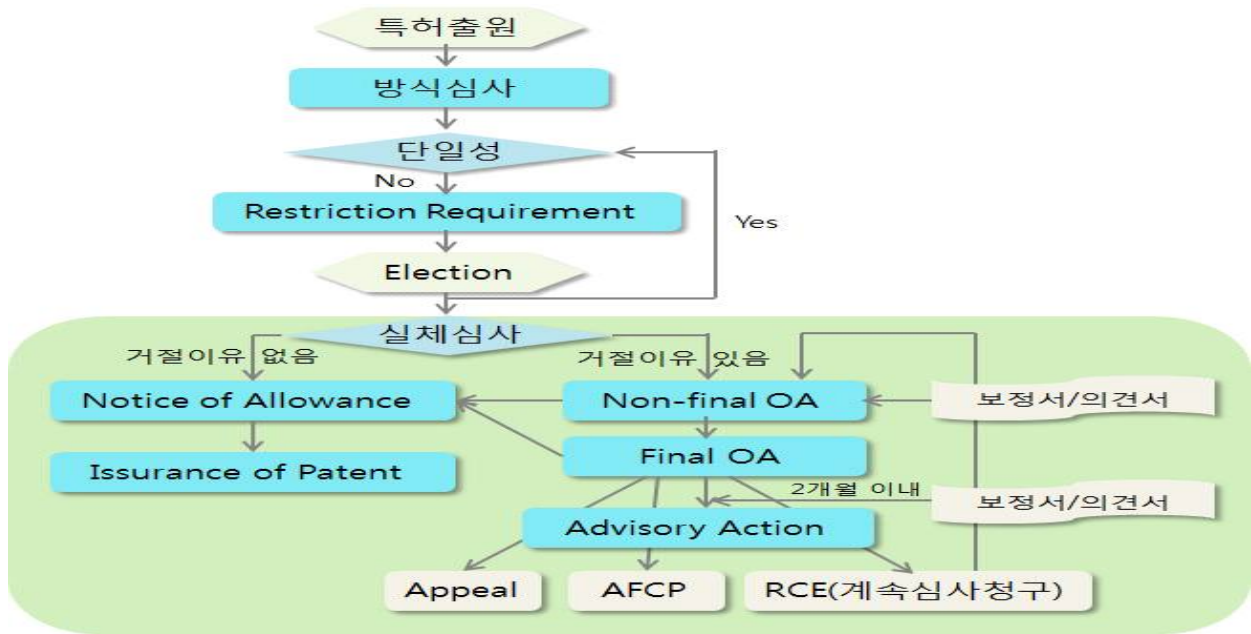 특허출원
방식심사
단일성
No
Restriction Requirement
Yes
Election
실체심사
거절이유 없음
거절이유 있음
Notice of Allowance
Non-final OA
보정서/의견서
Issurance of Patent
Final OA
2개월 이내
보정서/의견서
Advisory Action
Appeal
AFCP
RCE(계속심사청구)